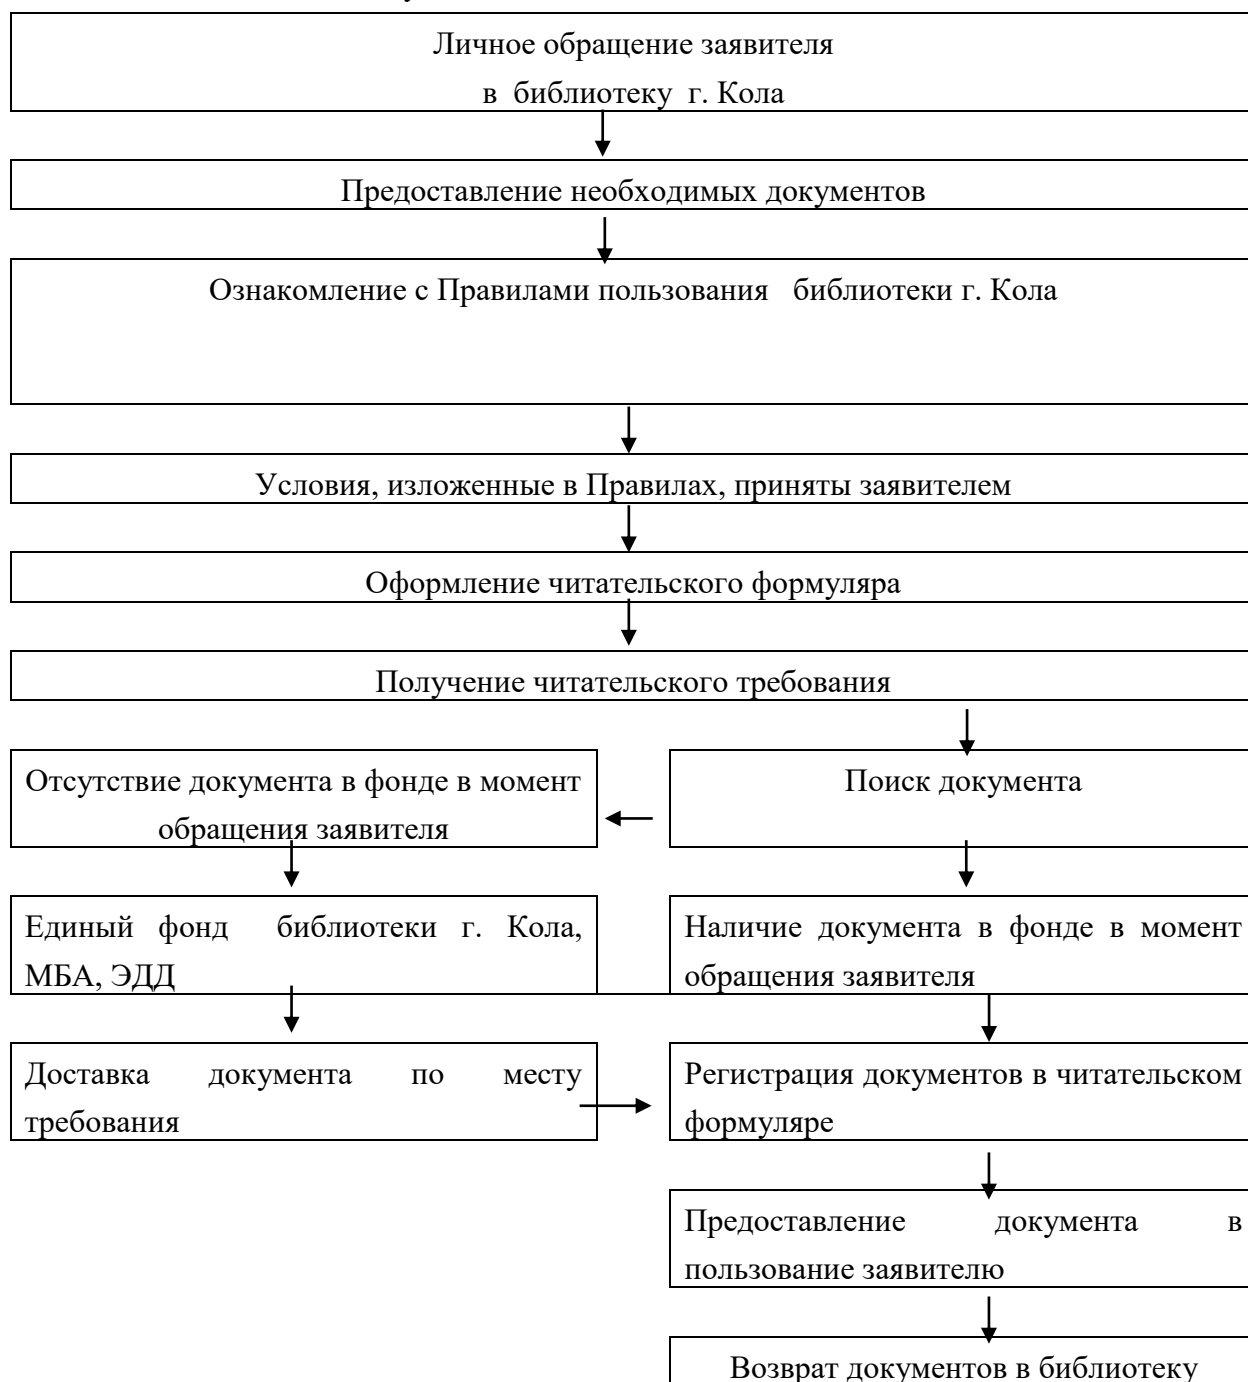 Личное обращение заявителя
в библиотеку г. Кола
Предоставление необходимых документов
Ознакомление с Правилами пользования библиотеки г. Кола
Условия, изложенные в Правилах, приняты заявителем
Оформление читательского формуляра
Получение читательского требования
Отсутствие документа в фонде в момент
обращения заявителя
Поиск документа
Единый фонд библиотеки г. Кола,
МБА, ЭДД
Наличие документа в фонде в момент
обращения заявителя
Доставка документа по месту
требования
Регистрация документов в читательском
формуляре
Предоставление документа в
пользование заявителю
Возврат документов в библиотеку